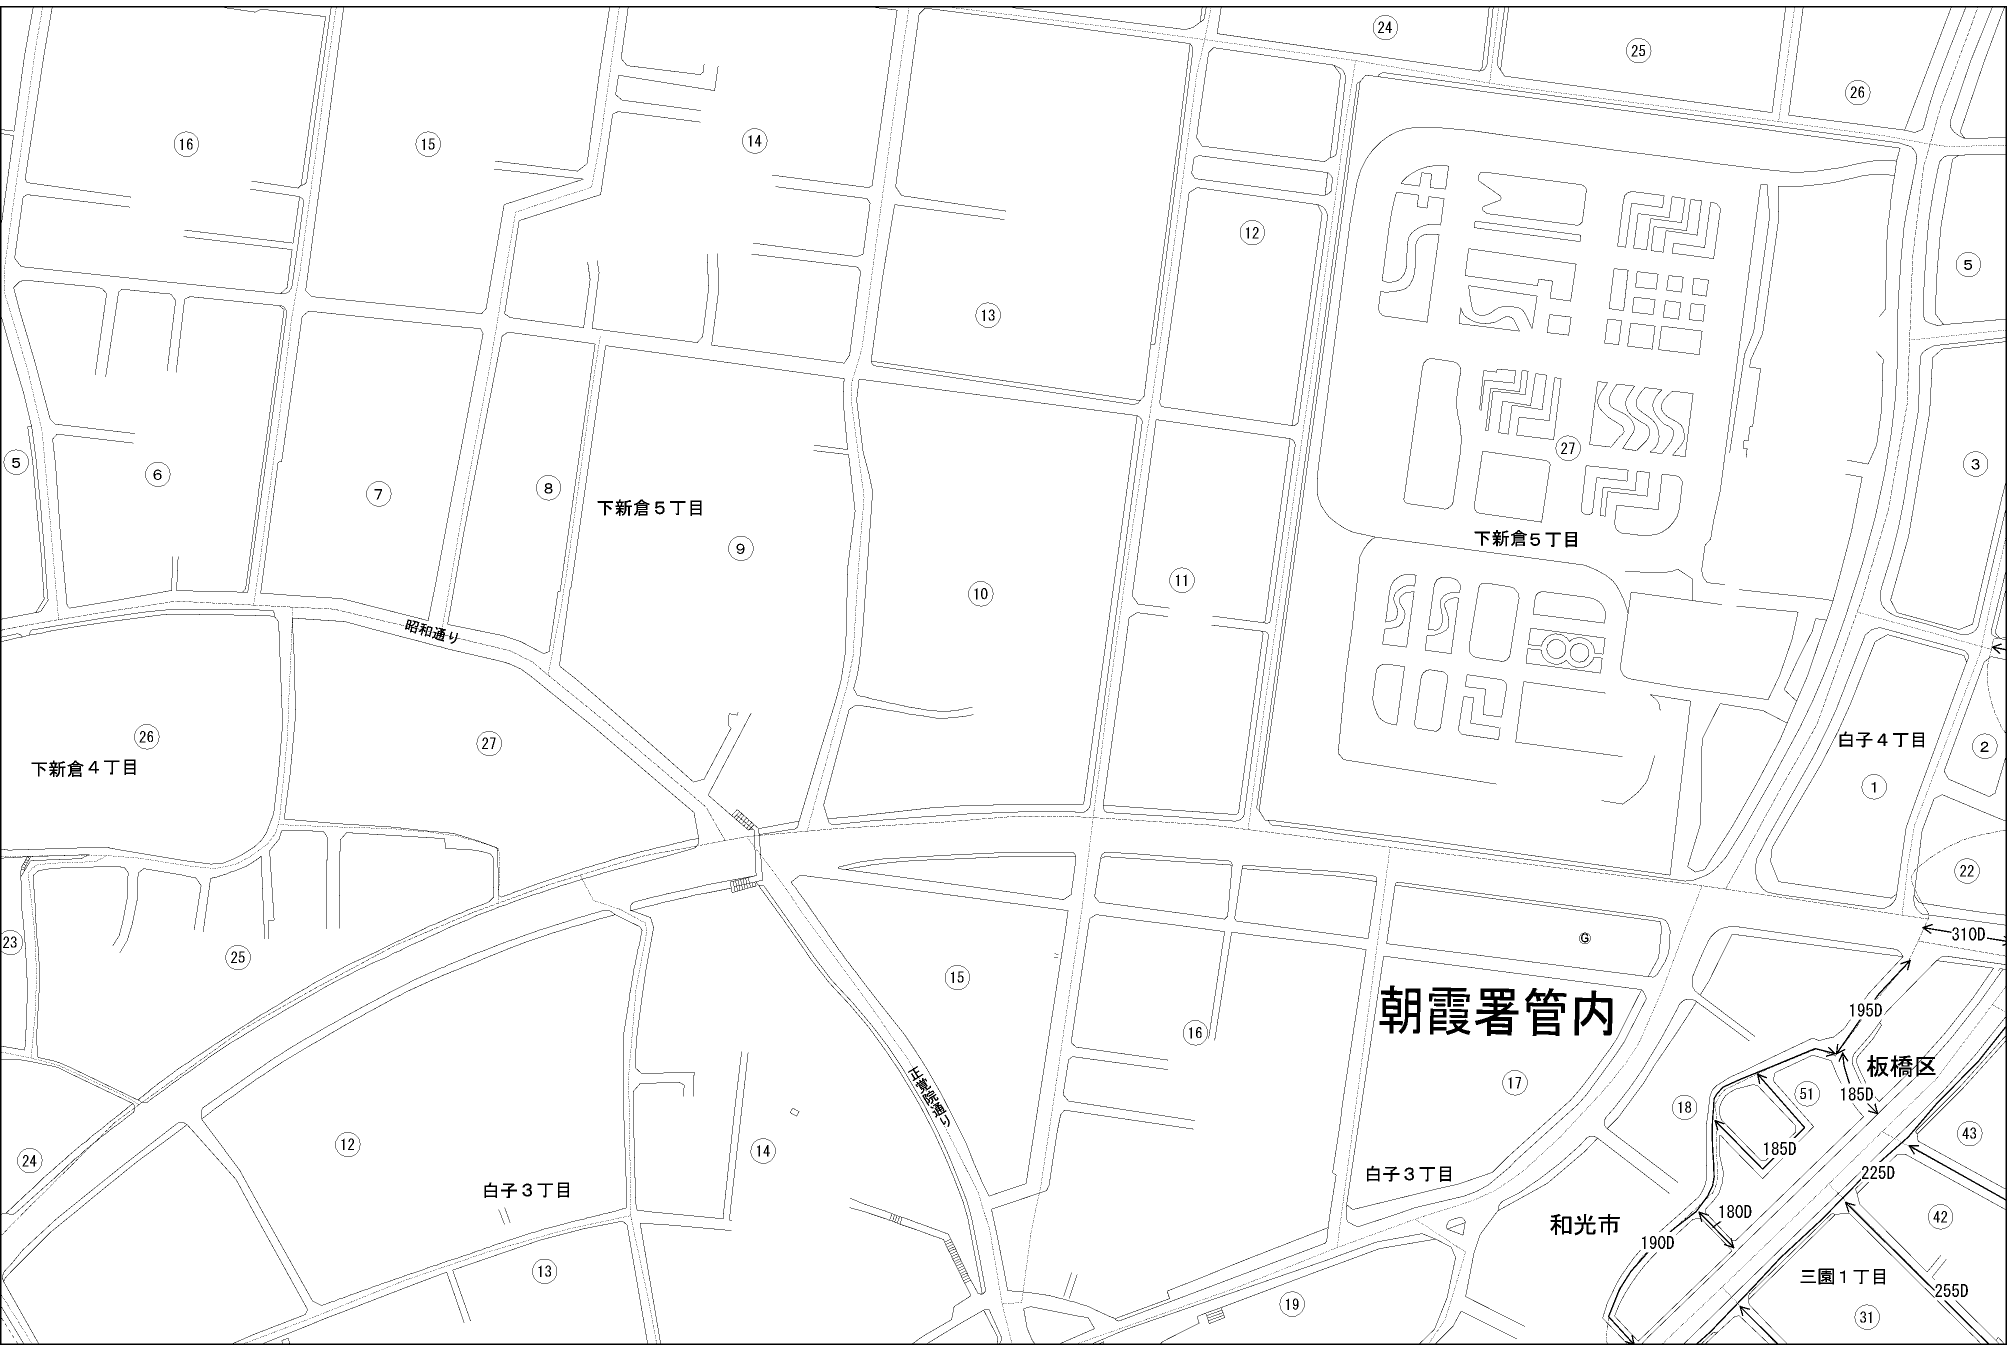 24
25
26
16
15
14
12
5
13
27
3
5
6
7
8
下新倉５丁目
9
下新倉５丁目
10
11
昭和通り
26
27
下新倉４丁目
白子４丁目
2
1
22
310D
23
25
15
G
朝霞署管内
195D
16
17
板橋区
正覚院通り
18
51
185D
43
12
14
24
185D
225D
白子３丁目
白子３丁目
和光市
180D
42
190D
13
三園１丁目
255D
19
31